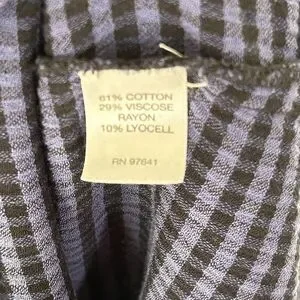 61% COTTON
29% VISCOSE
RAYON
10% LYOCELL
RN 97641